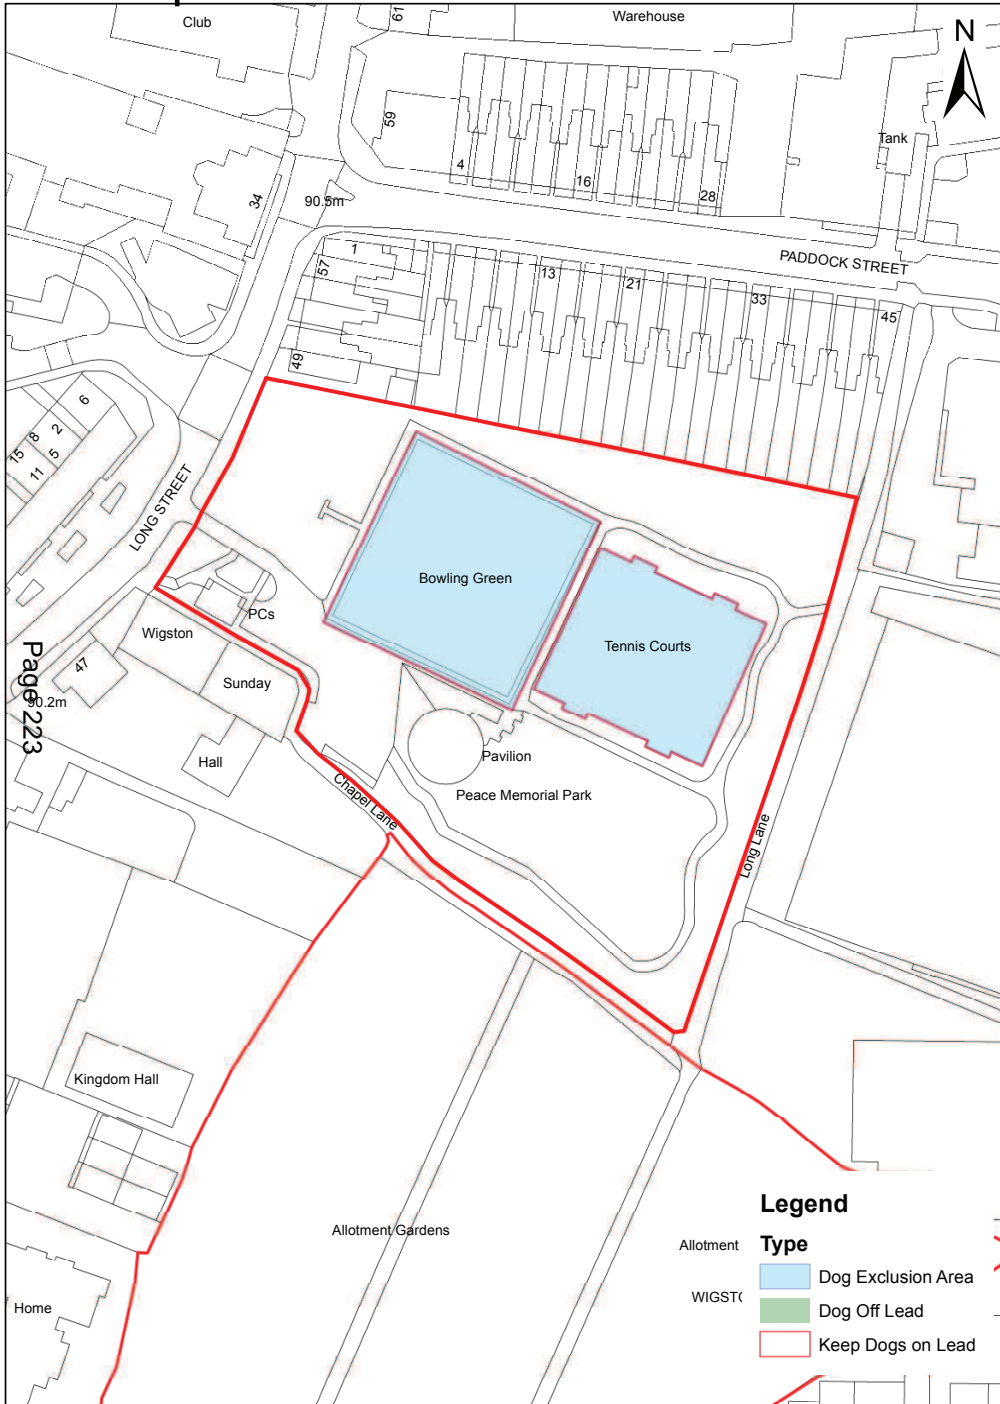 Club
61
Warehouse
N
59
Tank
4
16
28
34
90.5m
PADDOCK STREET
1
57
13
21
33
45
49
6
8
2
15
5
11
LONG STREET
Bowling Green
PCs
Tennis Courts
Wigston
47
Sunday
Page 223
90.2m
Hall
Pavilion
Peace Memorial Park
Chapel Lane
Long Lane
Kingdom Hall
Allotment Gardens
Allotment
WIGSTO
Home
Legend
Type
Dog Exclusion Area
Dog Off Lead
Keep Dogs on Lead